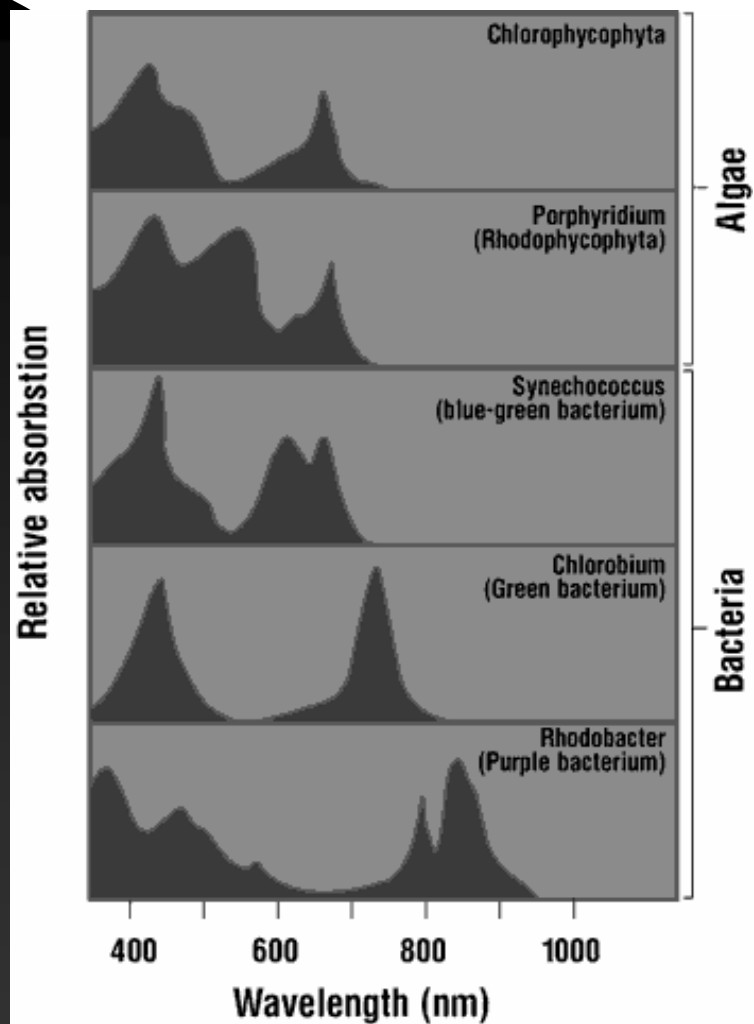 Chlorophycophyta
Porphyridium
(Rhodophycophyta)
Algae
Synechococcus
(blue-green bacterium)
Chlorobium
(Green bacterium)
Rhodobacter
(Purple bacterium)
Bacteria
Relative absorbstion
400 600 800 1000
Wavelength (nm)